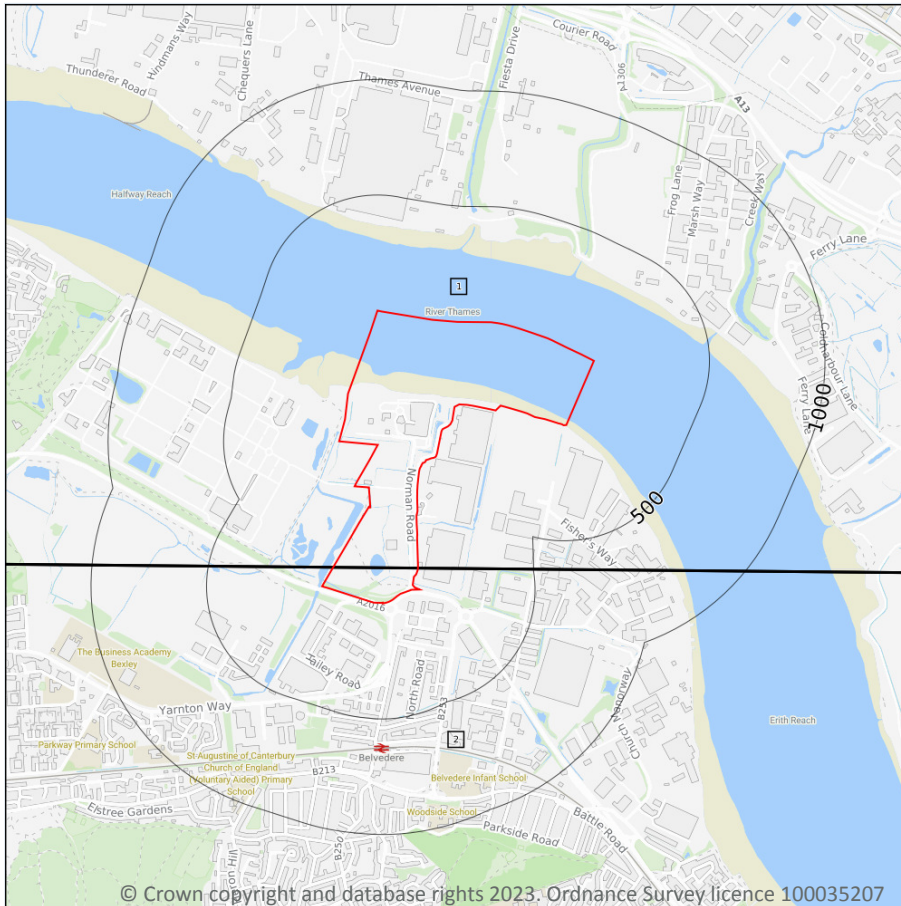 Hindmans Way
Chequers Lane
Fiesta Drive
Courier Road
A1306
Thunderer Road
Thames Avenue
A13
Halfway Reach
Frog Lane
Marsh Way
Creek Way
Ferry Lane
1
River Thames
Coldharbour Lane
Ferry Lane
1000
500
Norman Road
Fisher's Way
A2016
The Business Academy
Bexley
Jalley Road
North Road
B253
Church Manorway
Yarnton Way
Erith Reach
Parkway Primary School
2
St Augustine of Canterbury
Church of England
(Voluntary Aided) Primary
School
Belvedere
B213
Belvedere Infant School
Elstree Gardens
Woodside School
Battle Road
Parkside Road
B250
© Crown copyright and database rights 2023. Ordnance Survey licence 100035207